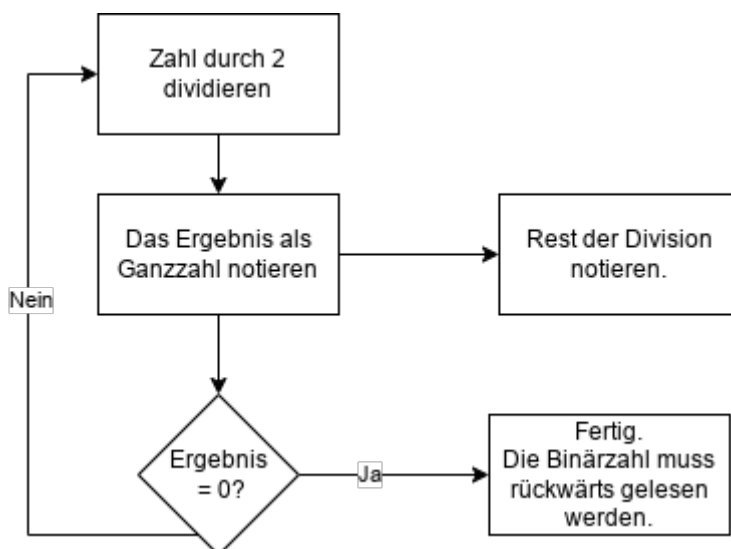 Zahl durch 2
dividieren
Das Ergebnis als
Ganzzahl notieren
Rest der Division
notieren.
Nein
Ergebnis
= 0?
Ja
Fertig.
Die Binärzahl muss
rückwärts gelesen
werden.